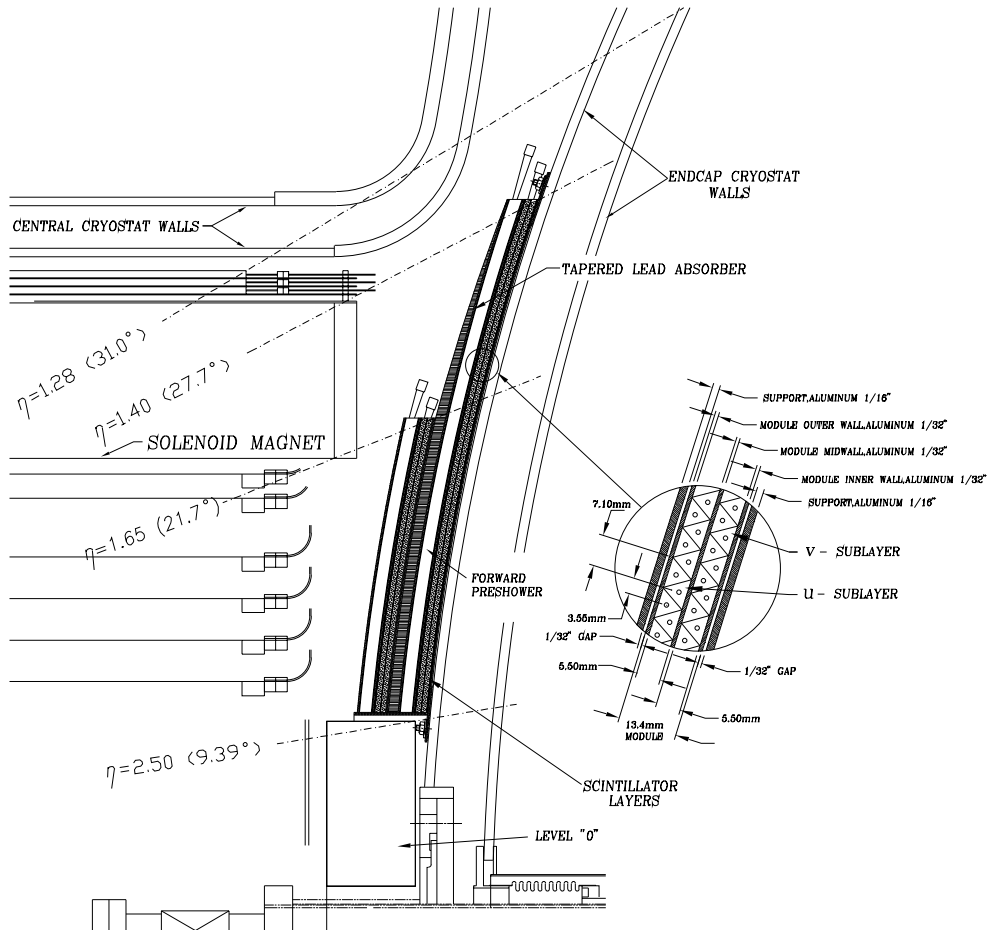 ENDCAP CRYOSTAT
WALLS
CENTRAL CRYOSTAT WALLS
TAPERED LEAD ABSORBER
η=1.28 (31.0°)
η=1.40 (27.7°)
SOLENOID MAGNET
η=1.65 (21.7°)
SUPPORT,ALUMINUM 1/16"
MODULE OUTER WALL,ALUMINUM 1/32"
MODULE MIDWALL,ALUMINUM 1/32"
MODULE INNER WALL,ALUMINUM 1/32"
SUPPORT,ALUMINUM 1/16"
7.10mm
V - SUBLAYER
FORWARD
PRESHOWER
U - SUBLAYER
3.55mm
1/32" GAP
5.50mm
1/32" GAP
13.4mm
MODULE
5.50mm
η=2.50 (9.39°)
SCINTILLATOR
LAYERS
LEVEL "0"